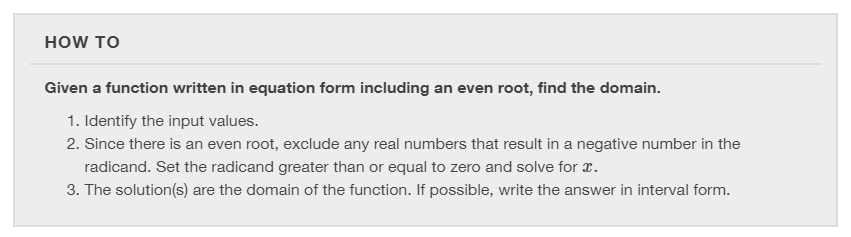 HOW TO
Given a function written in equation form including an even root, find the domain.
1. Identify the input values.
2. Since there is an even root, exclude any real numbers that result in a negative number in the
radicand. Set the radicand greater than or equal to zero and solve for x.
3. The solution(s) are the domain of the function. If possible, write the answer in interval form.